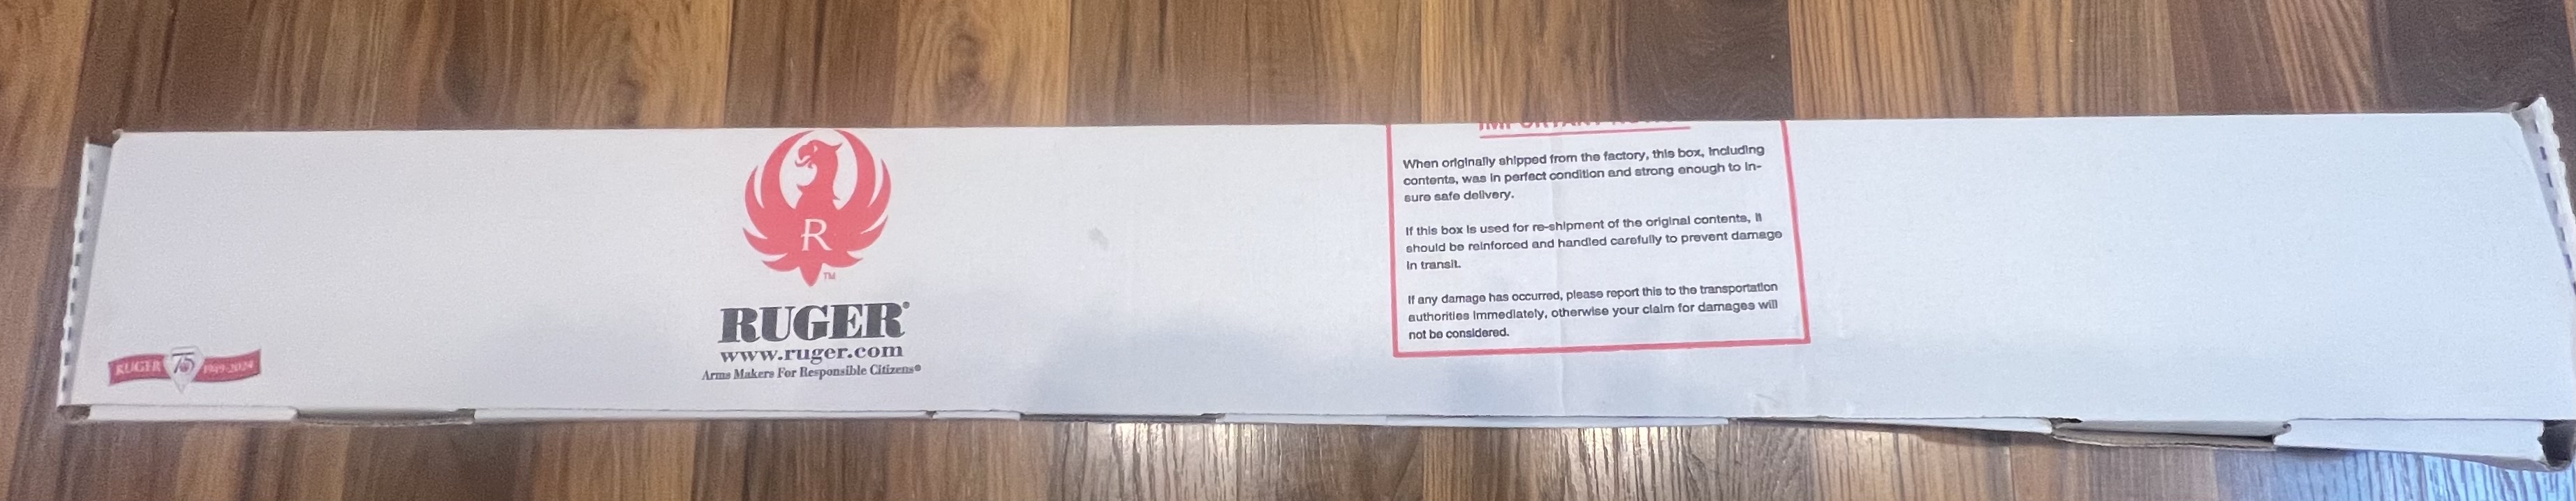 R
TM
RUGER®
www.ruger.com
Arms Makers For Responsible Citizens®
RUGER 75 1949-2024
When originally shipped from the factory, this box, including
contents, was in perfect condition and strong enough to in-
sure safe delivery.
If this box is used for re-shipment of the original contents, it
should be reinforced and handled carefully to prevent damage
in transit.
If any damage has occurred, please report this to the transportation
authorities immediately, otherwise your claim for damages will
not be considered.